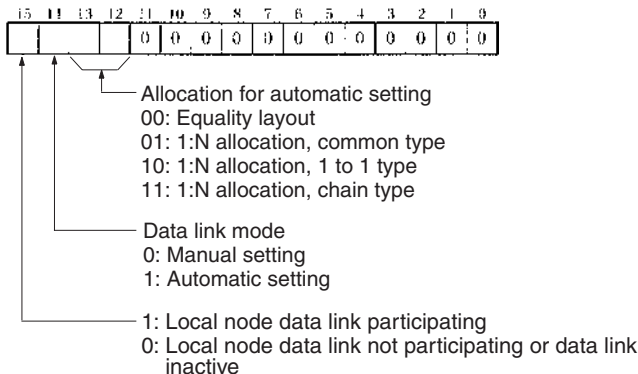 15 14 13 12 11 10 9 8 7 6 5 4 3 2 1 0
0 0 0 0 0 0 0 0 0 0 0 0
Allocation for automatic setting
00: Equality layout
01: 1:N allocation, common type
10: 1:N allocation, 1 to 1 type
11: 1:N allocation, chain type
Data link mode
0: Manual setting
1: Automatic setting
1: Local node data link participating
0: Local node data link not participating or data link
inactive